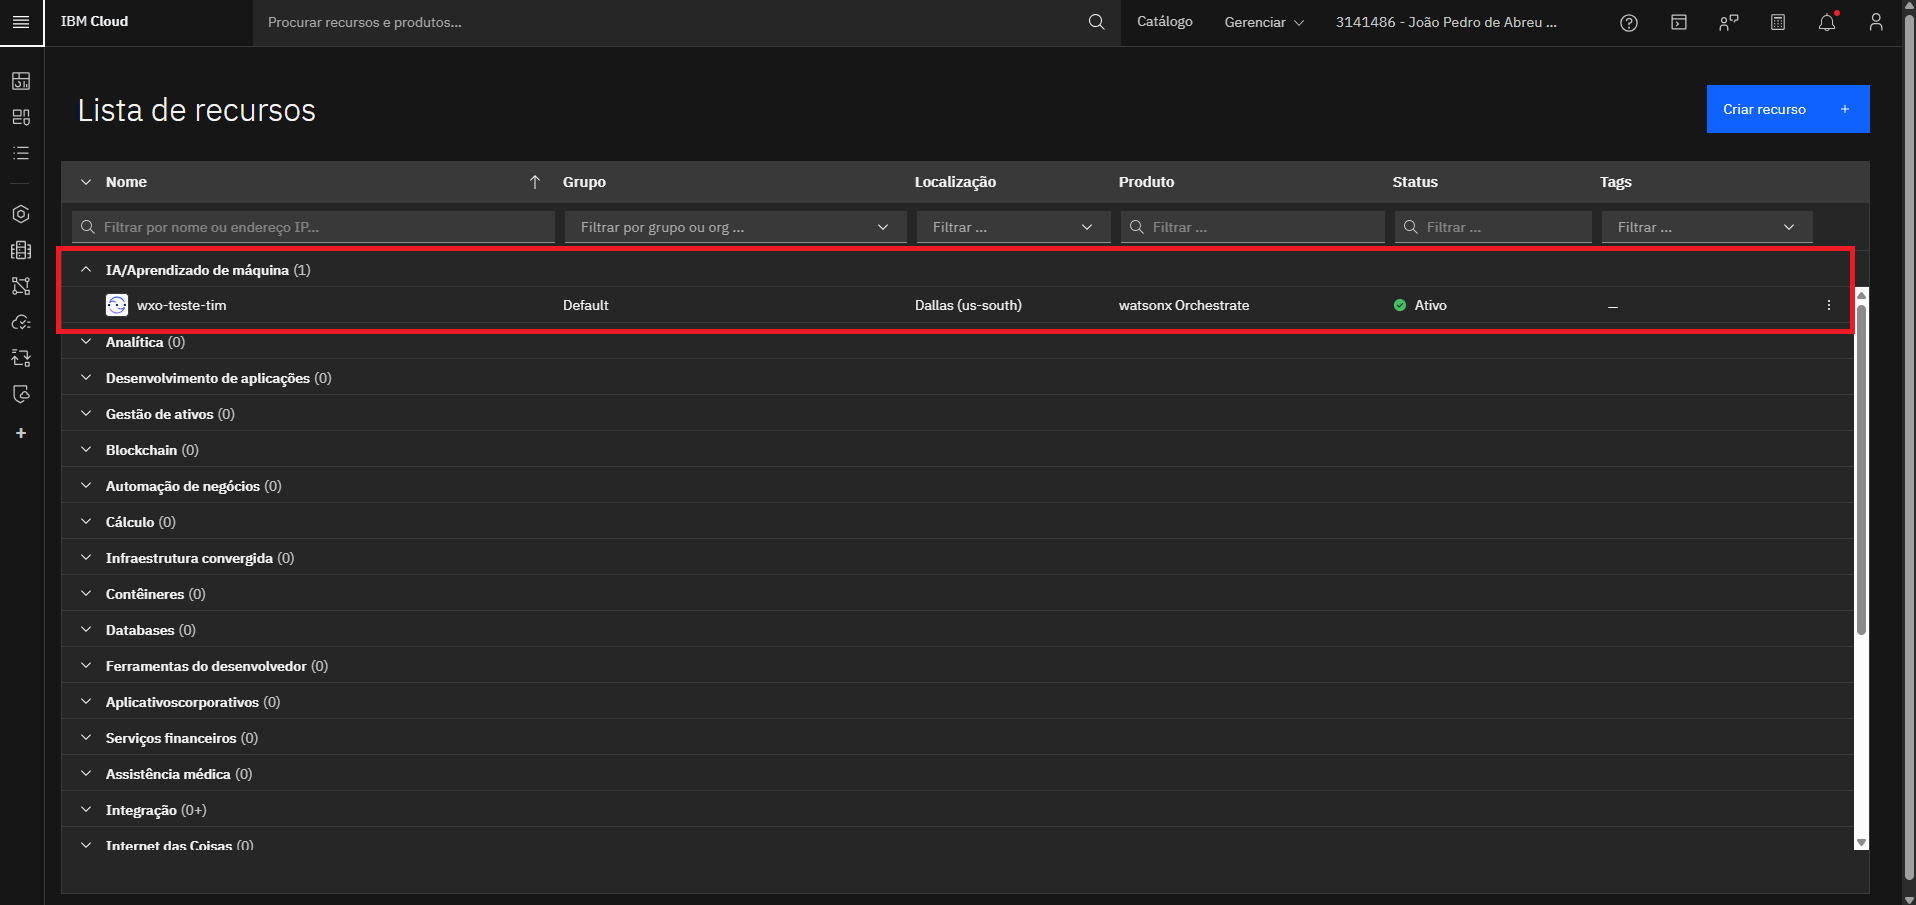 IBM Cloud
Procurar recursos e produtos...
Catálogo
Gerenciar
3141486 - João Pedro de Abreu ...
Lista de recursos
Criar recurso +
Nome Grupo Localização Produto Status Tags
Filtrar por nome ou endereço IP... Filtrar por grupo ou org ... Filtrar ... Filtrar ... Filtrar ... Filtrar ...
IA/Aprendizado de máquina (1)
wxo-teste-tim Default Dallas (us-south) watsonx Orchestrate Ativo –
Analítica (0)
Desenvolvimento de aplicações (0)
Gestão de ativos (0)
Blockchain (0)
Automação de negócios (0)
Cálculo (0)
Infraestrutura convergida (0)
Contêineres (0)
Databases (0)
Ferramentas do desenvolvedor (0)
Aplicativoscorporativos (0)
Serviços financeiros (0)
Assistência médica (0)
Integração (0+)
Internet das Coisas (0)